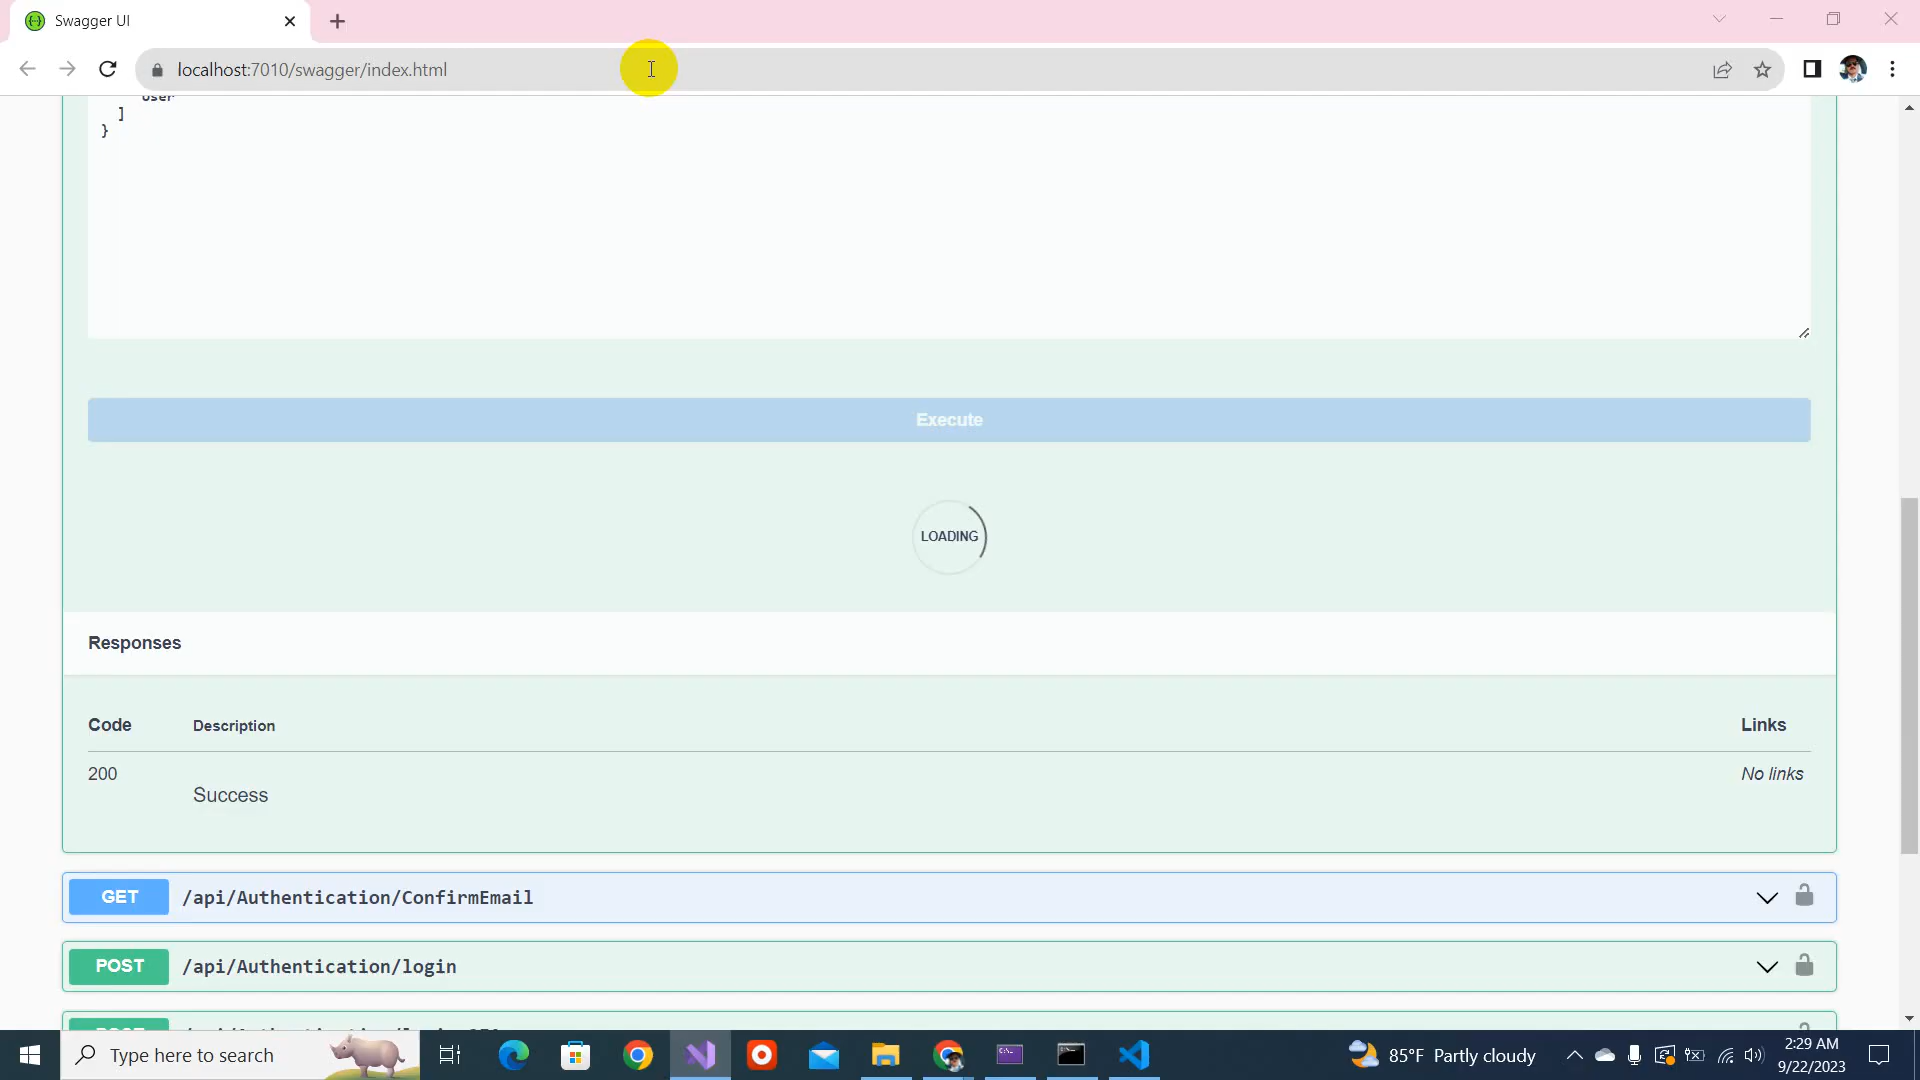 Swagger UI
localhost:7010/swagger/index.html
user
]
}
Execute
LOADING
Responses
Code Description Links
200 Success No links
GET /api/Authentication/ConfirmEmail
POST /api/Authentication/login
POST
Type here to search
85°F Partly cloudy
2:29 AM
9/22/2023